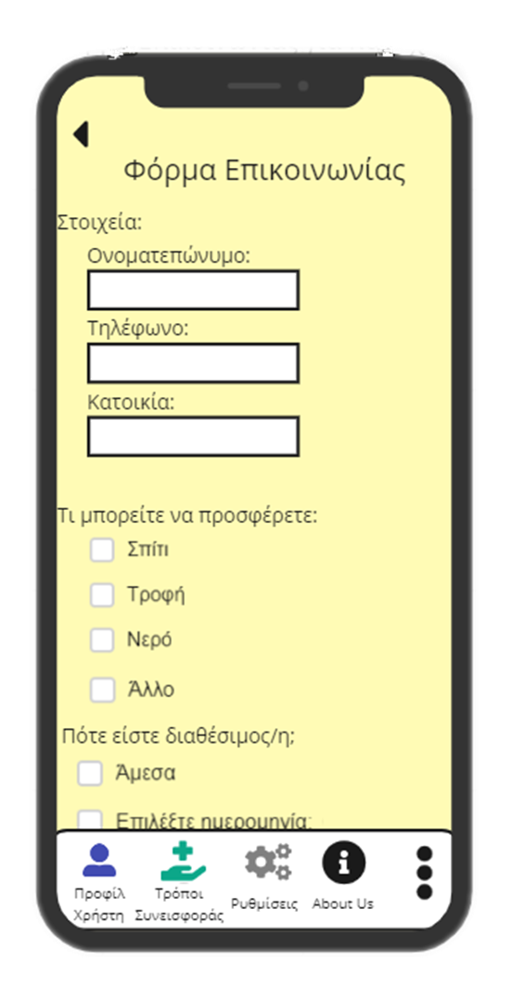 Φόρμα Επικοινωνίας
Στοιχεία:
Ονοματεπώνυμο:
Τηλέφωνο:
Κατοικία:
Τι μπορείτε να προσφέρετε:
Σπίτι
Τροφή
Νερό
Άλλο
Πότε είστε διαθέσιμος/η;
Άμεσα
Επιλέξτε ημερομηνία:
Προφίλ
Χρήστη
Τρόποι
Συνεισφοράς
Ρυθμίσεις
About Us